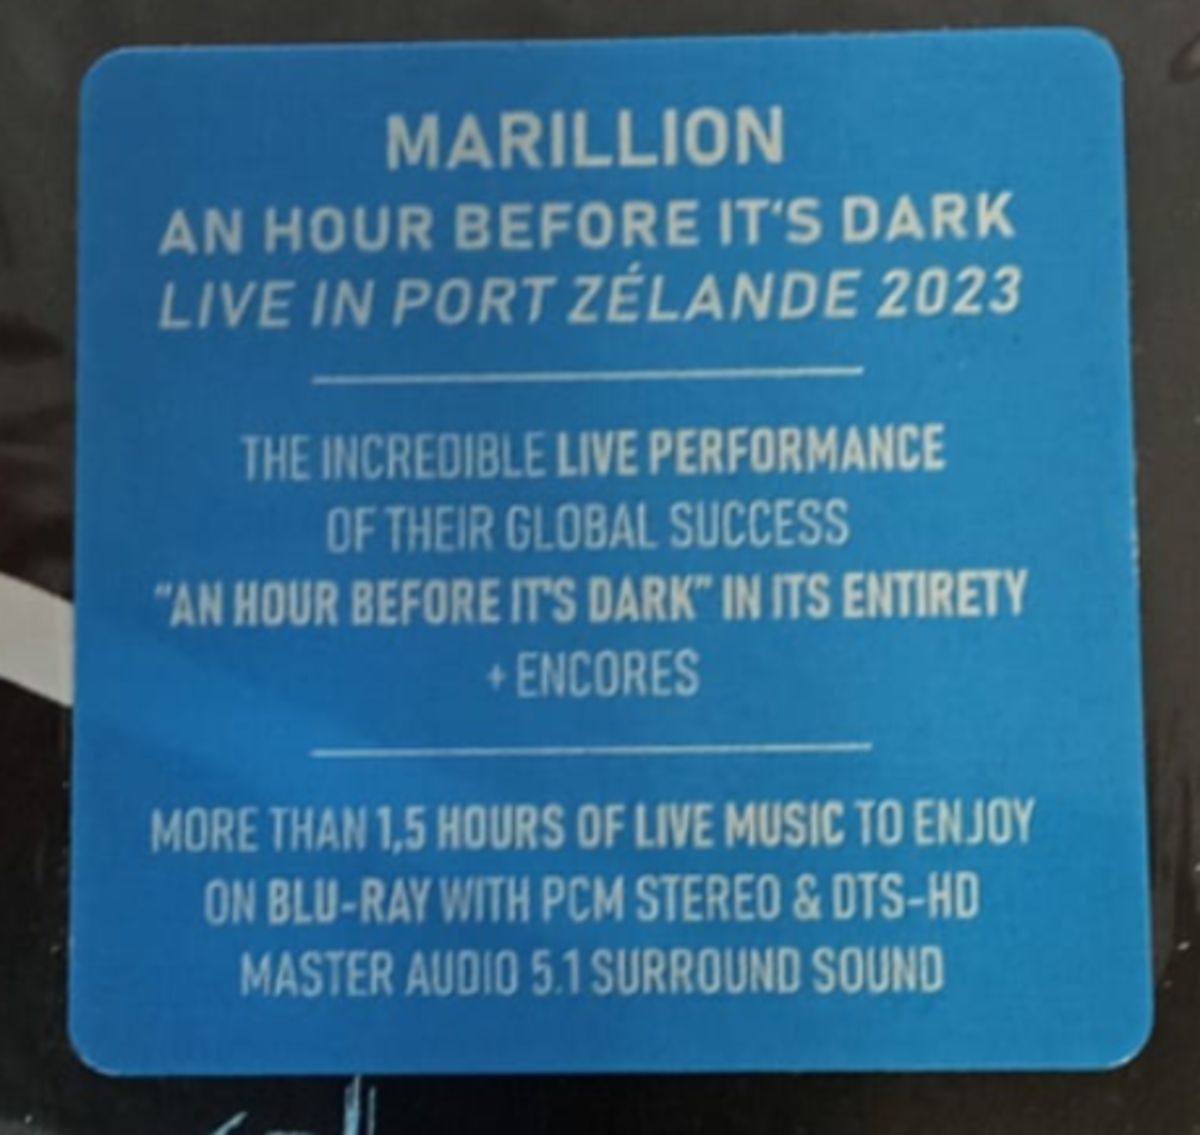 MARILLION
AN HOUR BEFORE IT‘S DARK
LIVE IN PORT ZÉLANDE 2023
THE INCREDIBLE LIVE PERFORMANCE
OF THEIR GLOBAL SUCCESS
"AN HOUR BEFORE IT'S DARK" IN ITS ENTIRETY
+ ENCORES
MORE THAN 1,5 HOURS OF LIVE MUSIC TO ENJOY
ON BLU-RAY WITH PCM STEREO & DTS-HD
MASTER AUDIO 5.1 SURROUND SOUND